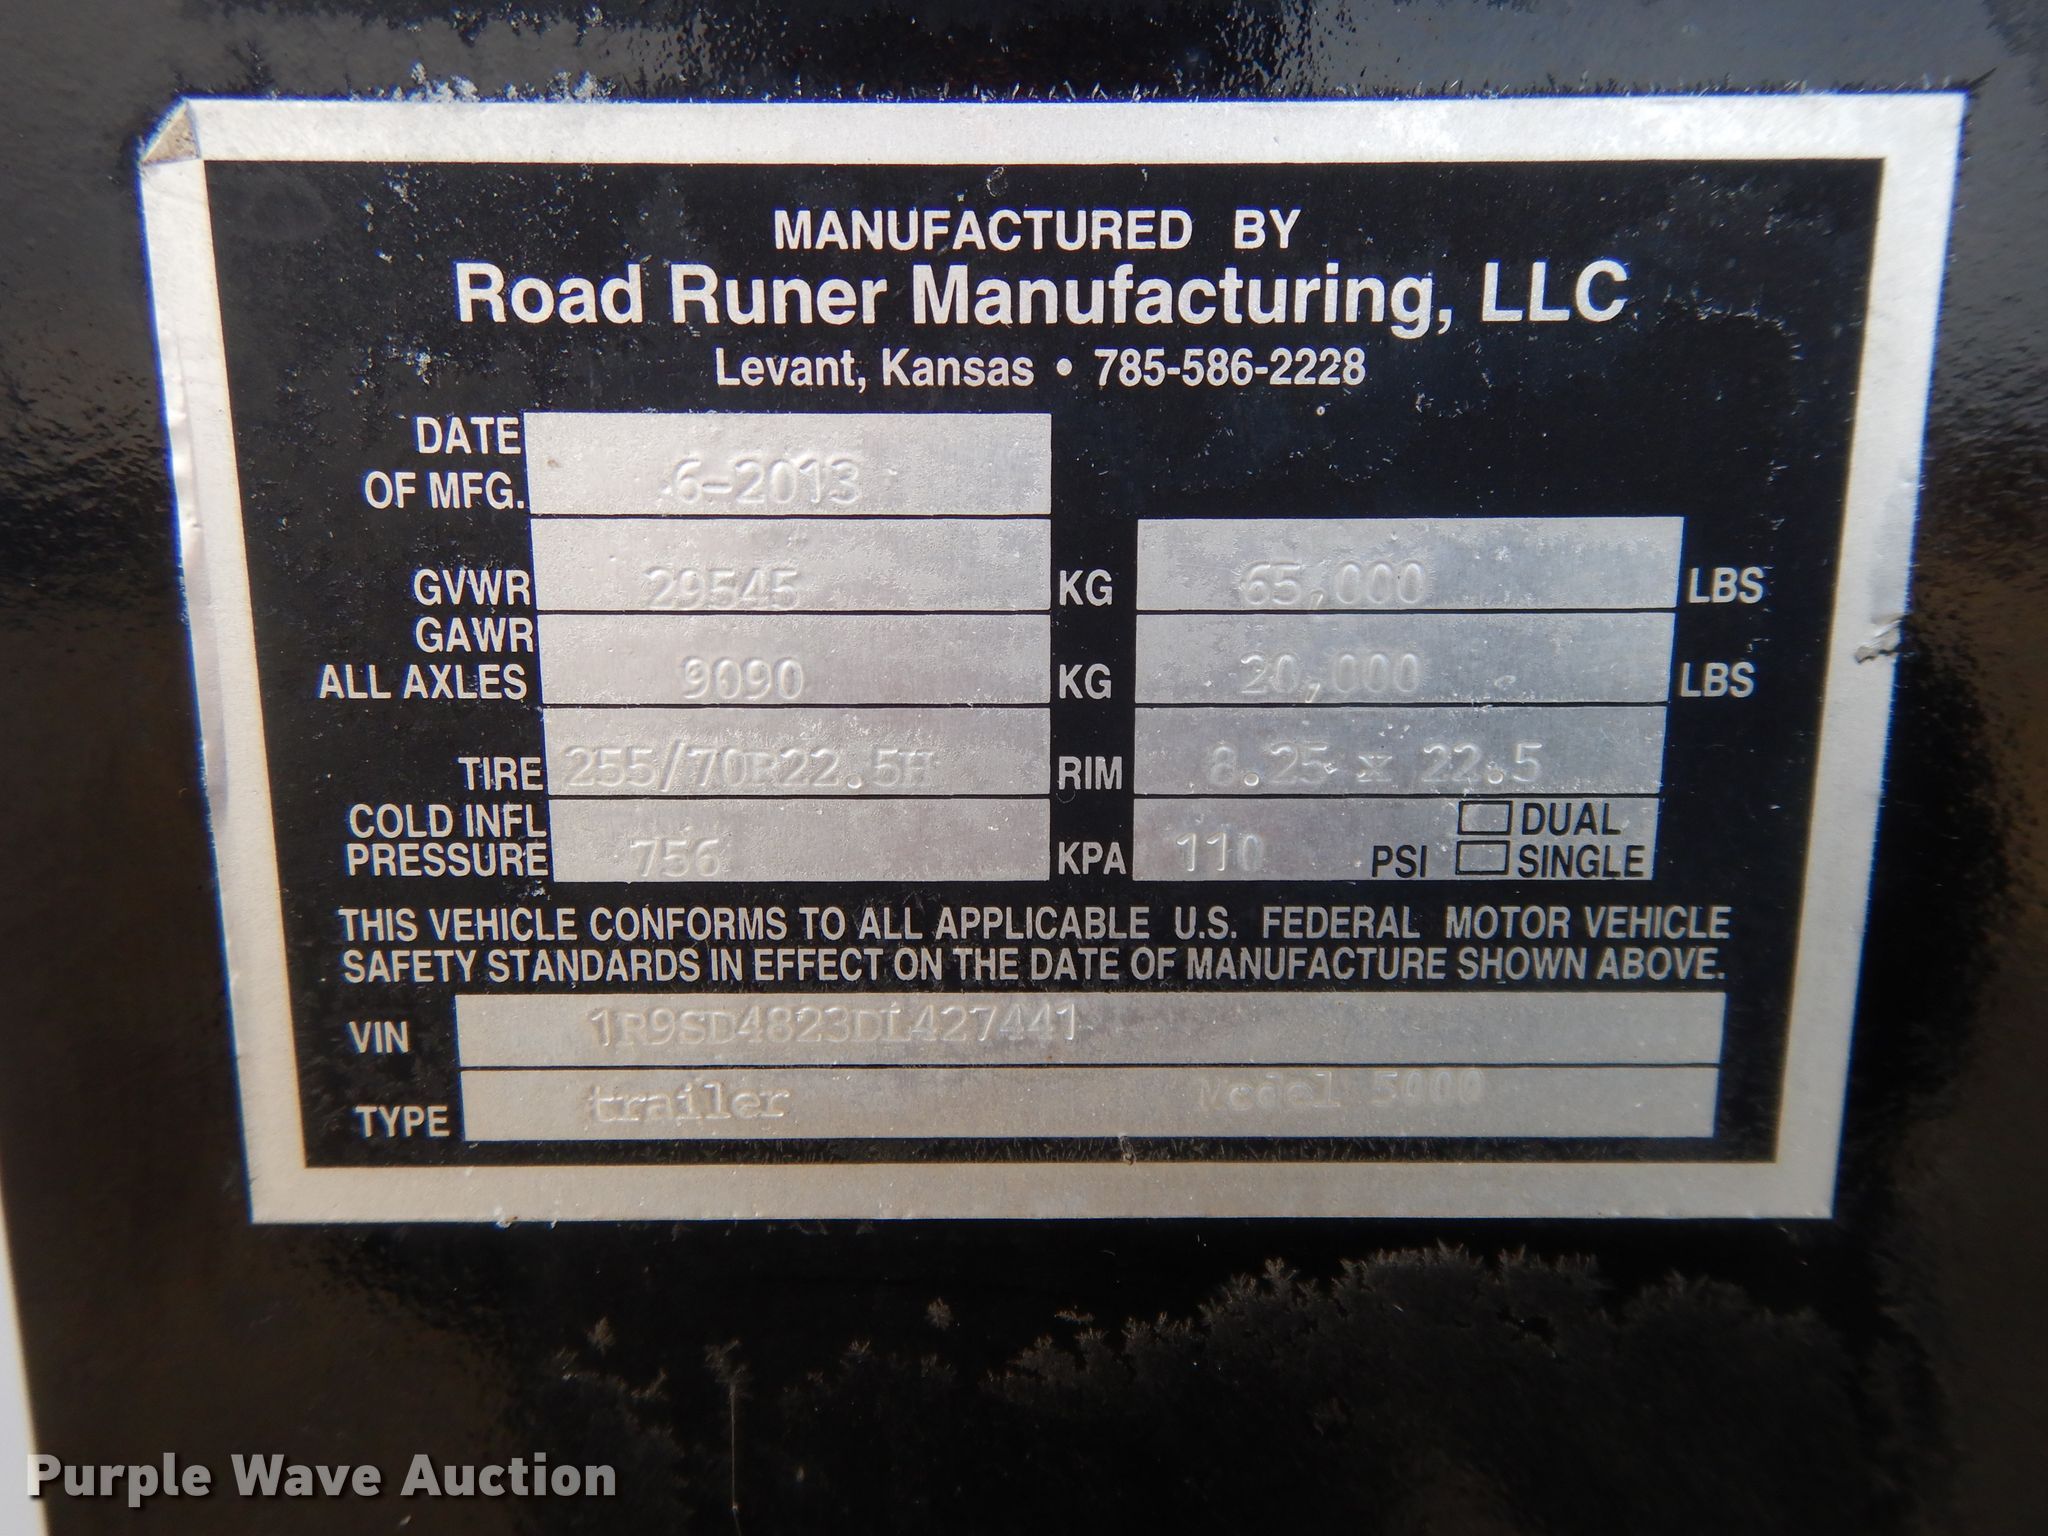 MANUFACTURED BY
Road Runer Manufacturing, LLC
Levant, Kansas • 785-586-2228
DATE
OF MFG. 6-2013
GVWR 29545 KG 65,000 LBS
GAWR
ALL AXLES 9090 KG 20,000 LBS
TIRE 255/70R22.5H RIM 8.25 x 22.5
COLD INFL
PRESSURE 756 KPA 110 PSI DUAL
SINGLE
THIS VEHICLE CONFORMS TO ALL APPLICABLE U.S. FEDERAL MOTOR VEHICLE
SAFETY STANDARDS IN EFFECT ON THE DATE OF MANUFACTURE SHOWN ABOVE.
VIN 1R9SD4823DL427441
TYPE trailer Model 5000
Purple Wave Auction